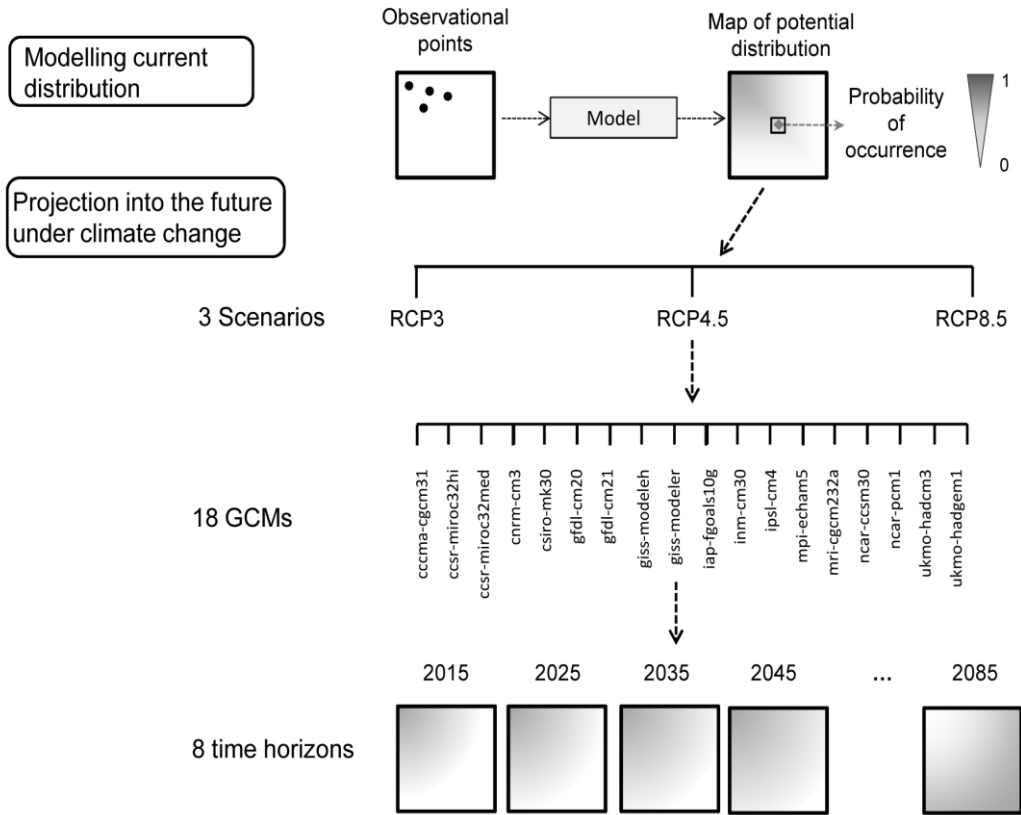 Modelling current
distribution
Observational
points
Model
Map of potential
distribution
Probability
of
occurrence
1
0
Projection into the future
under climate change
3 Scenarios
RCP3
RCP4.5
RCP8.5
18 GCMs
cccma-cgcm31
ccsr-miroc32hi
ccsr-miroc32med
cnrm-cm3
csiro-mk30
gfdl-cm20
gfdl-cm21
giss-modeleh
giss-modeler
iap-fgoals10g
inm-cm30
ipsl-cm4
mpi-echam5
mri-cgcm232a
ncar-ccsm30
ncar-pcm1
ukmo-hadcm3
ukmo-hadgem1
8 time horizons
2015
2025
2035
2045
...
2085